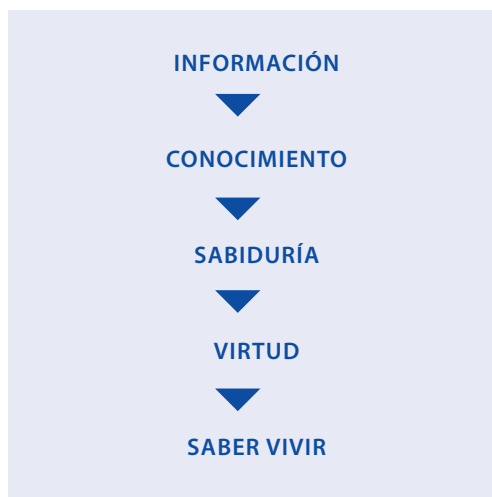 INFORMACIÓN
CONOCIMIENTO
SABIDURÍA
VIRTUD
SABER VIVIR